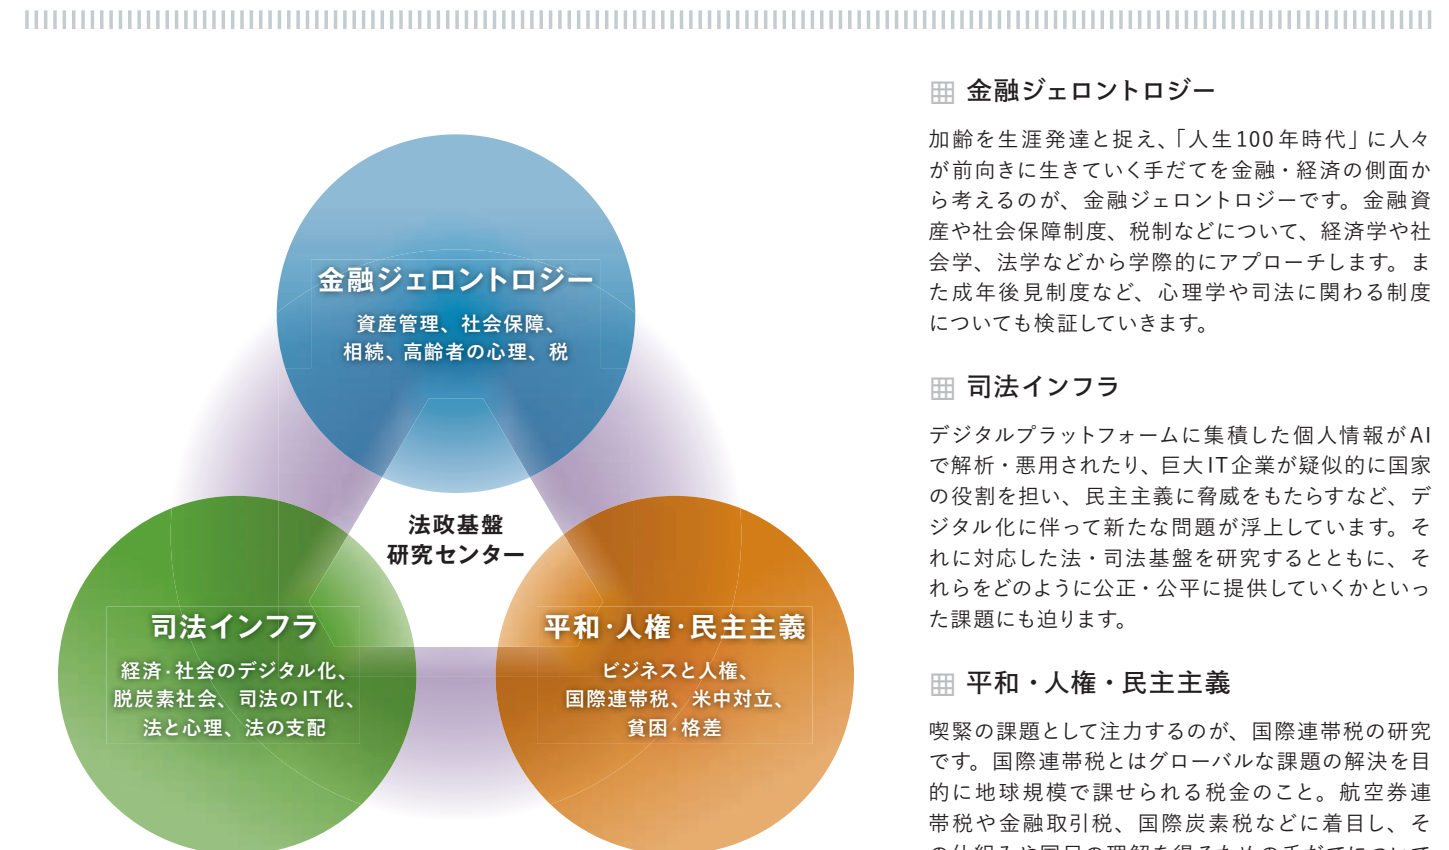 金融ジェロントロジー
資産管理、社会保障、
相続、高齢者の心理、税
法政基盤
研究センター
司法インフラ
経済・社会のデジタル化、
脱炭素社会、司法のIT化、
法と心理、法の支配
平和・人権・民主主義
ビジネスと人権、
国際連帯税、米中対立、
貧困・格差
金融ジェロントロジー
加齢を生涯発達と捉え、「人生100年時代」に人々
が前向きに生きていく手だてを金融・経済の側面か
ら考えるのが、金融ジェロントロジーです。金融資
産や社会保障制度、税制などについて、経済学や社
会学、法学などから学際的にアプローチします。ま
た成年後見制度など、心理学や司法に関わる制度
についても検証していきます。
司法インフラ
デジタルプラットフォームに集積した個人情報がAI
で解析・悪用されたり、巨大IT企業が疑似的に国家
の役割を担い、民主主義に脅威をもたらすなど、デ
ジタル化に伴って新たな問題が浮上しています。そ
れに対応した法・司法基盤を研究するとともに、そ
れらをどのように公正・公平に提供していくかといっ
た課題にも迫ります。
平和・人権・民主主義
喫緊の課題として注力するのが、国際連帯税の研究
です。国際連帯税とはグローバルな課題の解決を目
的に地球規模で課せられる税金のこと。航空券連
帯税や金融取引税、国際炭素税などに着目し、そ
の仕組みや国民の理解を得るための手だてについて